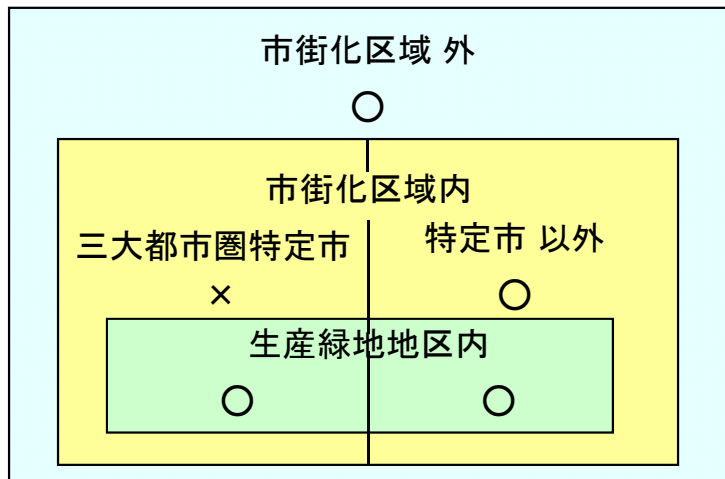 市街化区域 外
○
市街化区域内
三大都市圏特定市
特定市 以外
×
○
生産緑地地区内
○
○